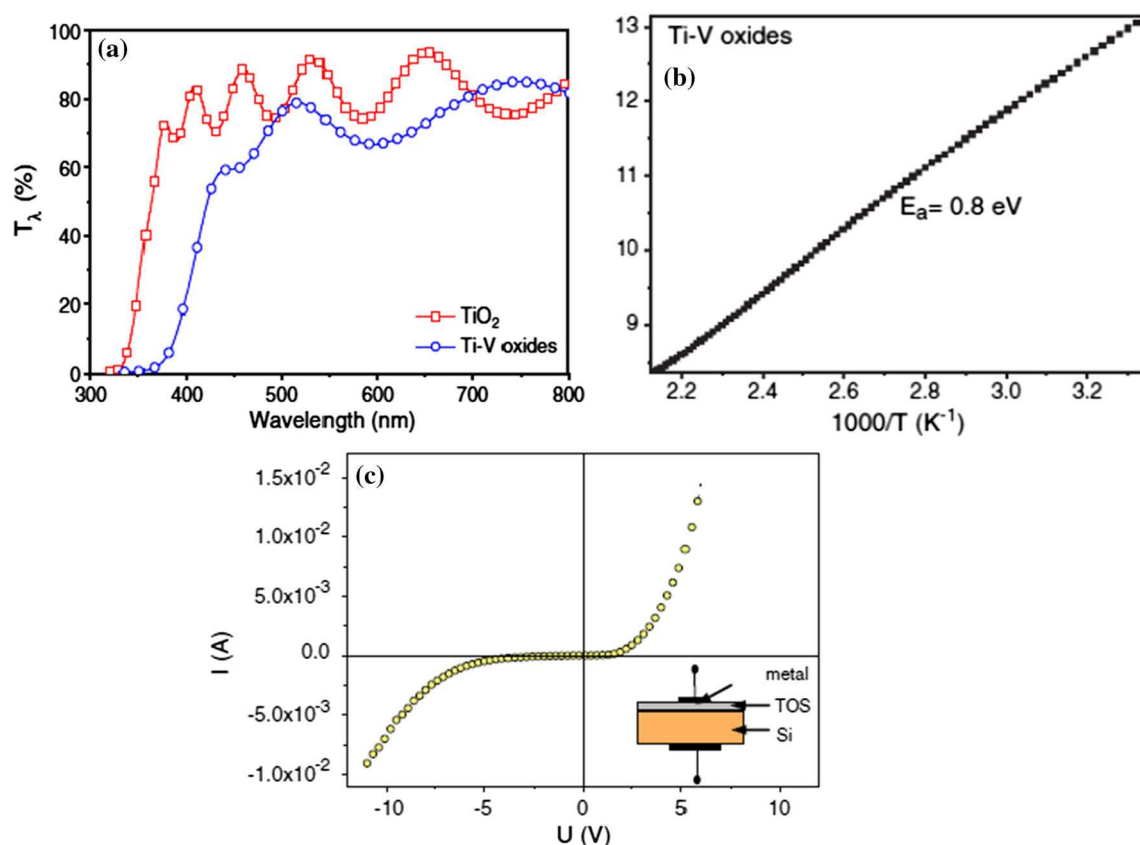 (a)
100
80
60
40
20
0
T_λ (%)
TiO₂
Ti-V oxides
300 400 500 600 700 800
Wavelength (nm)
Ti-V oxides
(b)
13
12
11
10
9
E_a= 0.8 eV
2.2 2.4 2.6 2.8 3.0 3.2
1000/T (K⁻¹)
(c)
1.5x10⁻²
1.0x10⁻²
5.0x10⁻³
0.0
-5.0x10⁻³
-1.0x10⁻²
I (A)
metal
TOS
Si
-10 -5 0 5 10
U (V)